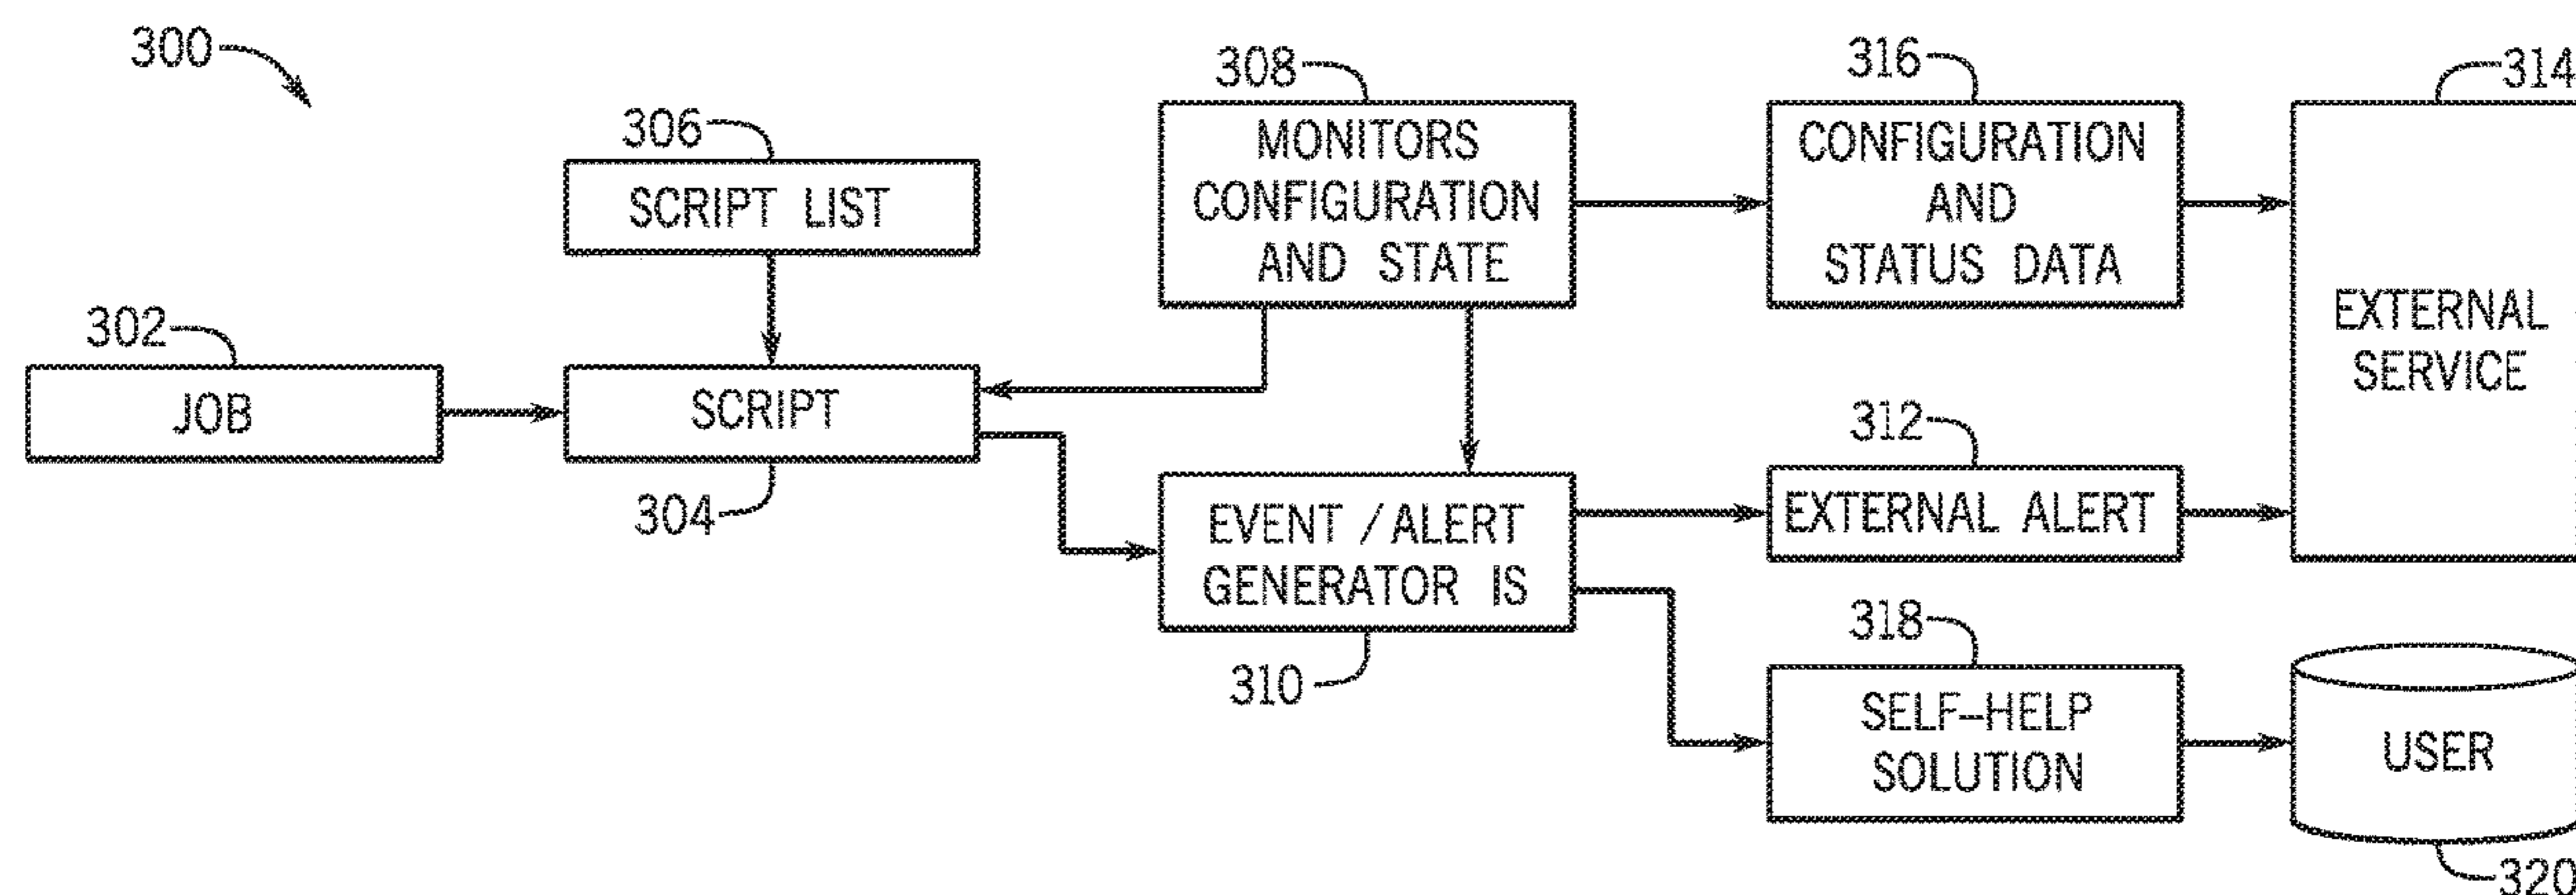 300
308
316
314
306
MONITORS
CONFIGURATION
AND STATE
CONFIGURATION
AND
STATUS DATA
SCRIPT LIST
EXTERNAL
SERVICE
302
JOB
SCRIPT
312
304
EVENT / ALERT
GENERATOR IS
EXTERNAL ALERT
318
310
SELF-HELP
SOLUTION
USER
320